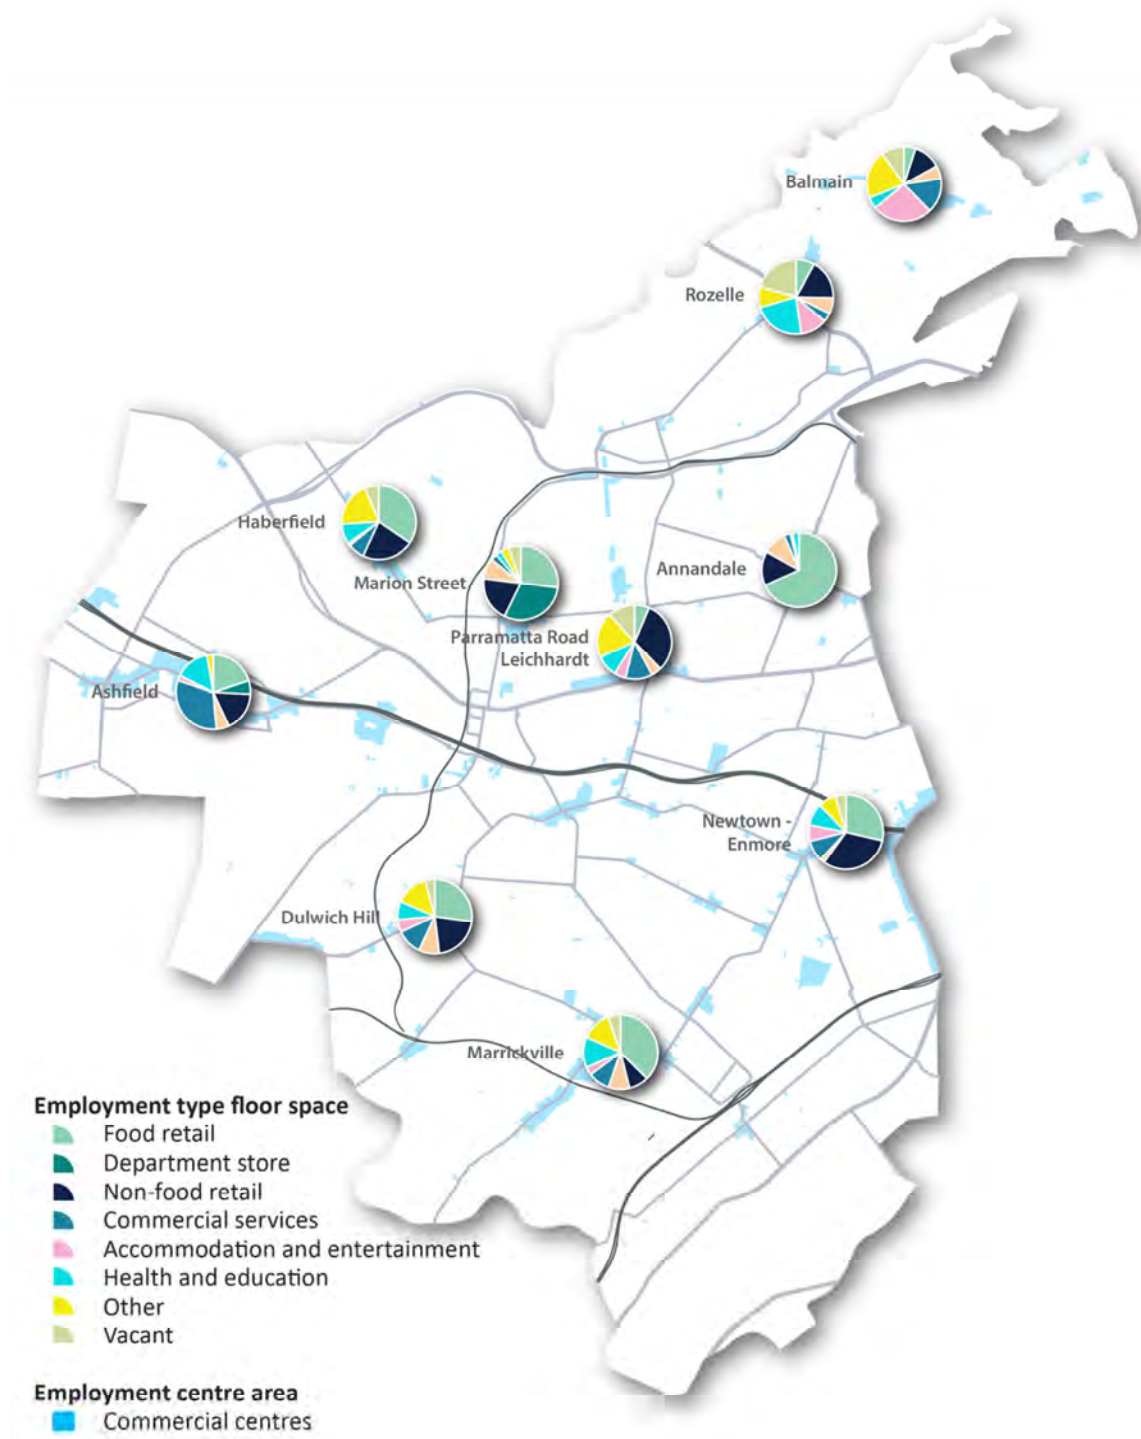 Balmain
Rozelle
Haberfield
Marion Street
Annandale
Parramatta Road
Leichhardt
Ashfield
Newtown -
Enmore
Dulwich Hill
Marrickville
Employment type floor space
Food retail
Department store
Non-food retail
Commercial services
Accommodation and entertainment
Health and education
Other
Vacant
Employment centre area
Commercial centres